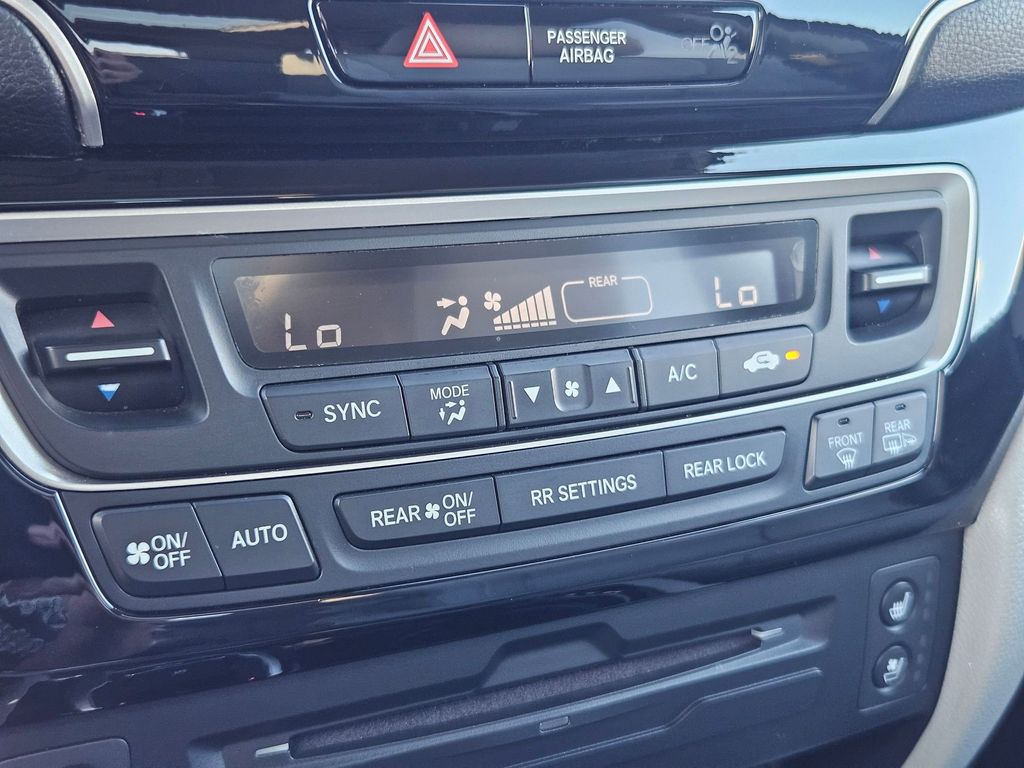 PASSENGER
AIRBAG
OFF
2
REAR
Lo
Lo
SYNC
MODE
A/C
FRONT
REAR
REAR ON/
OFF
RR SETTINGS
REAR LOCK
ON/
OFF
AUTO